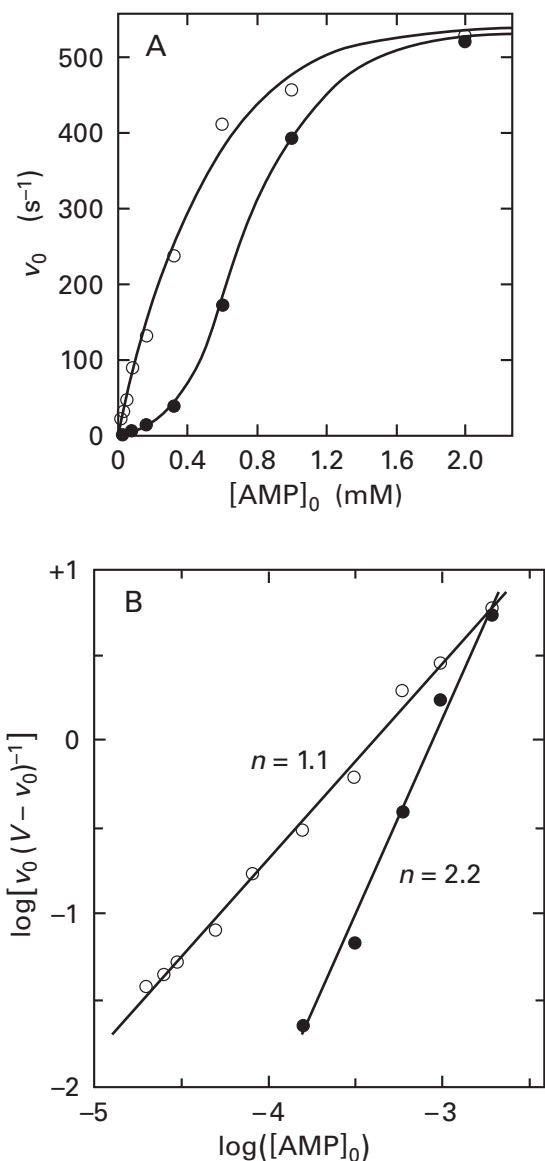 A
500
400
300
200
100
0
v₀ (s⁻¹)
0 0.4 0.8 1.2 1.6 2.0
[AMP]₀ (mM)
B
+1
0
−1
−2
log[v₀ (V − v₀)⁻¹]
n = 1.1
n = 2.2
−5 −4 −3
log([AMP]₀)